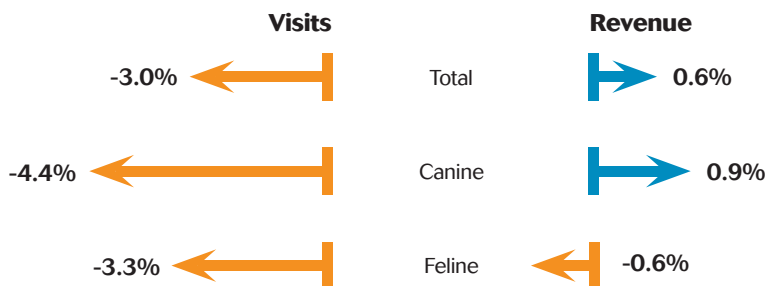 Visits Revenue
-3.0% Total 0.6%
-4.4% Canine 0.9%
-3.3% Feline -0.6%